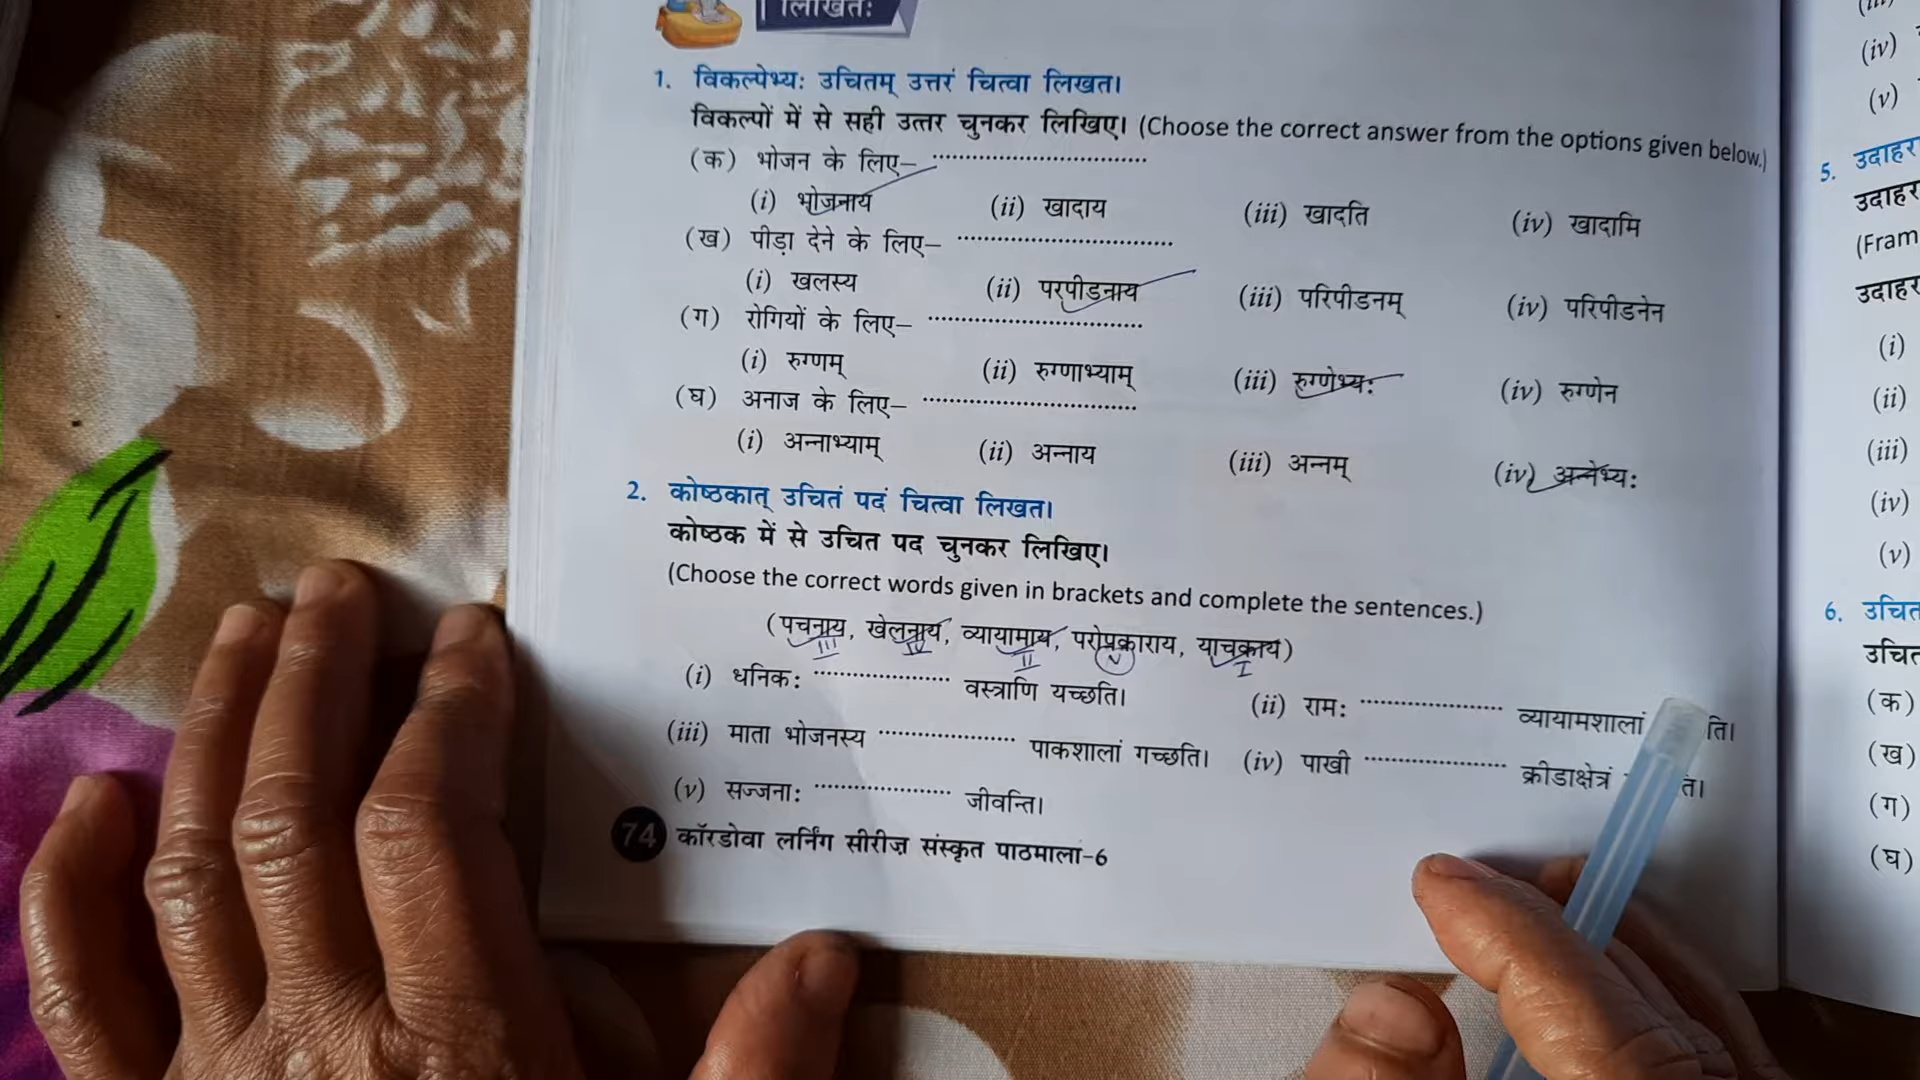 लिखितः
1. विकल्पेभ्यः उचितम् उत्तरं चित्वा लिखत।
विकल्पों में से सही उत्तर चुनकर लिखिए। (Choose the correct answer from the options given below.)
(क) भोजन के लिए– ..............................
(i) भोजनाय (ii) खादाय (iii) खादति (iv) खादामि
(ख) पीड़ा देने के लिए– ..............................
(i) खलस्य (ii) परपीडनाय (iii) परिपीडनम् (iv) परिपीडनेन
(ग) रोगियों के लिए– ..............................
(i) रुग्णम् (ii) रुग्णाभ्याम् (iii) रुग्णेभ्यः (iv) रुग्णेन
(घ) अनाज के लिए– ..............................
(i) अन्नाभ्याम् (ii) अन्नाय (iii) अन्नम् (iv) अन्नेभ्यः
2. कोष्ठकात् उचितं पदं चित्वा लिखत।
कोष्ठक में से उचित पद चुनकर लिखिए।
(Choose the correct words given in brackets and complete the sentences.)
(पचनाय, खेलनाय, व्यायामाय, परोपकाराय, याचकाय)
III IV II V I
(i) धनिकः .................... वस्त्राणि यच्छति। (ii) रामः .................... व्यायामशालां ति।
(iii) माता भोजनस्य .................... पाकशालां गच्छति। (iv) पाखी .................... क्रीडाक्षेत्रं
(v) सज्जनाः .................... जीवन्ति।
74 कॉरडोवा लर्निंग सीरीज़ संस्कृत पाठमाला-6
(iv)
(v)
5. उदाहर
उदाहर
(Fram
उदाहर
(i)
(ii)
(iii)
(iv)
(v)
6. उचित
उचित
(क)
(ख)
(ग)
(घ)